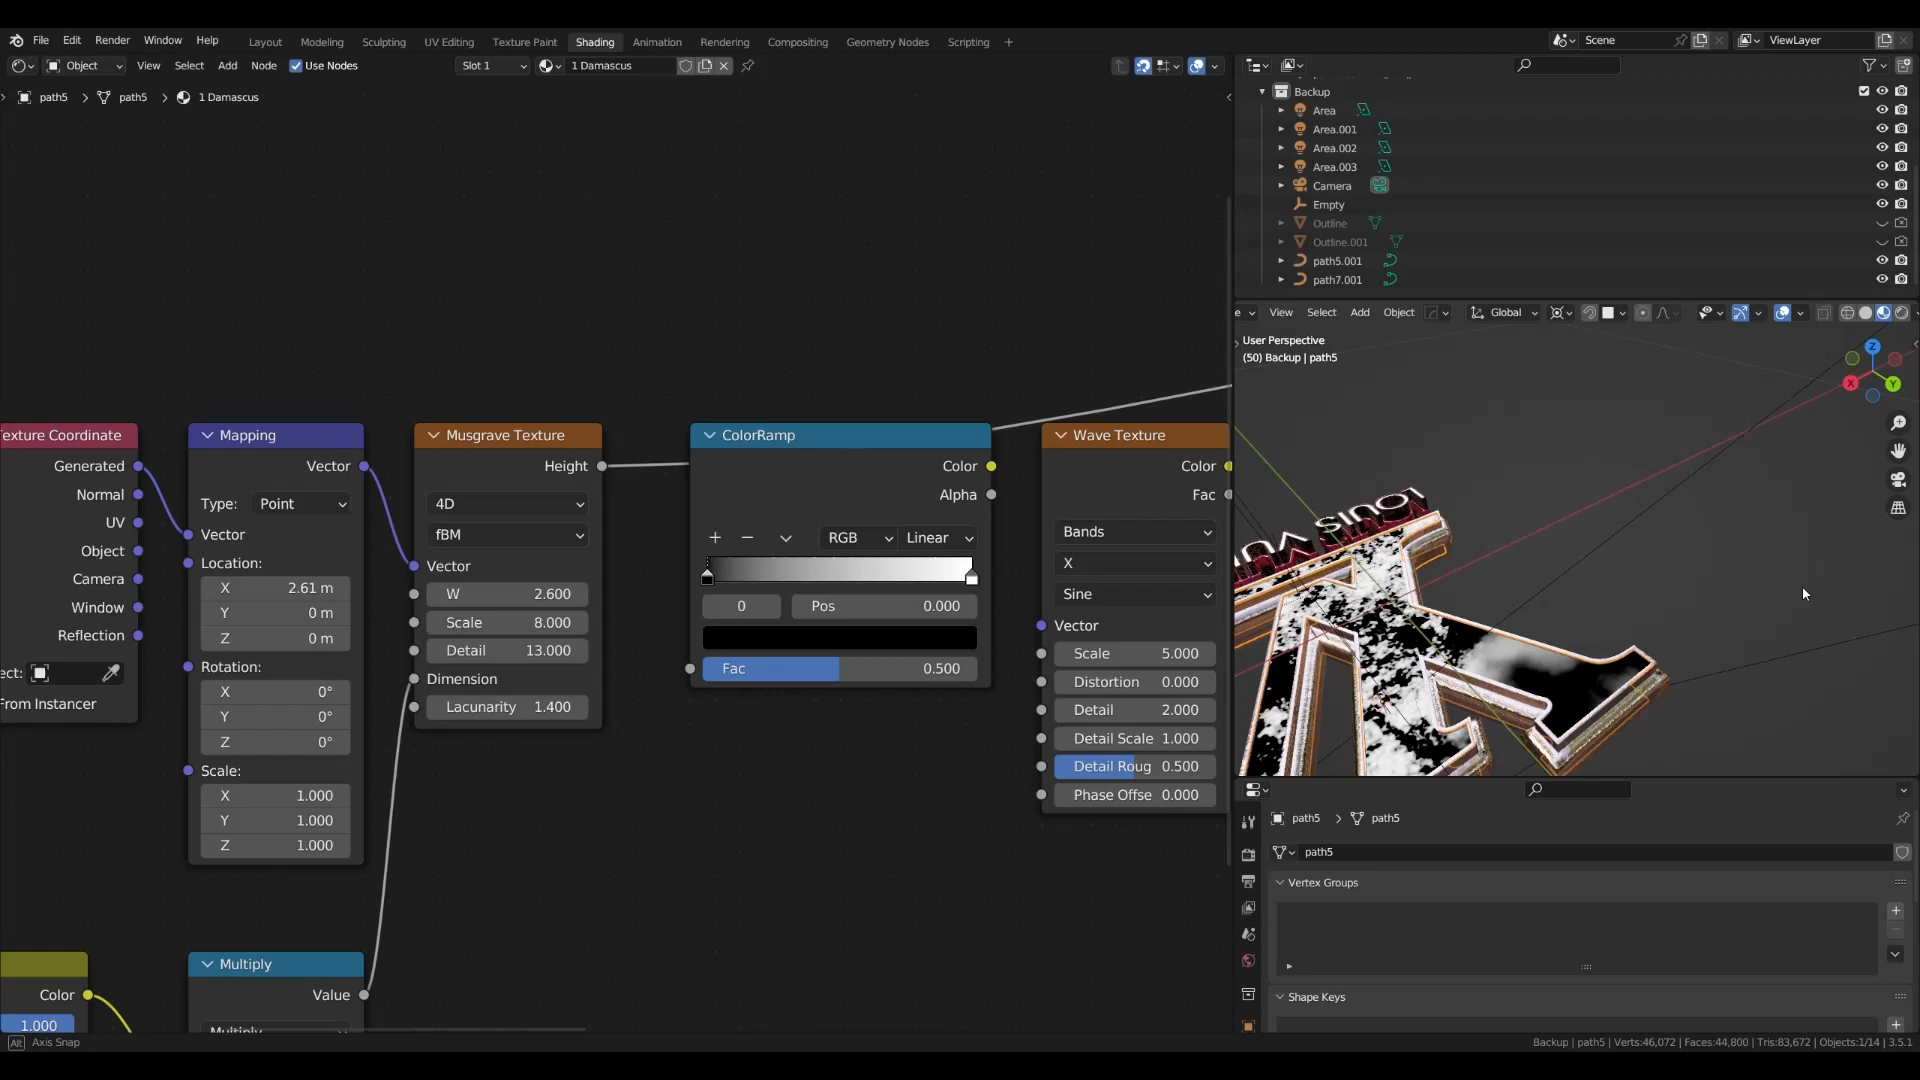 File Edit Render Window Help
Layout Modeling Sculpting UV Editing Texture Paint Shading Animation Rendering Compositing Geometry Nodes Scripting +
Scene
ViewLayer
Object View Select Add Node Use Nodes
Slot 1
1 Damascus
path5 > path5 > 1 Damascus
Texture Coordinate
Generated
Normal
UV
Object
Camera
Window
Reflection
ect:
From Instancer
Mapping
Vector
Type: Point
Vector
Location:
X 2.61 m
Y 0 m
Z 0 m
Rotation:
X 0°
Y 0°
Z 0°
Scale:
X 1.000
Y 1.000
Z 1.000
Musgrave Texture
Height
4D
fBM
Vector
W 2.600
Scale 8.000
Detail 13.000
Dimension
Lacunarity 1.400
ColorRamp
Color
Alpha
+ −
RGB Linear
0 Pos 0.000
Fac 0.500
Wave Texture
Color
Fac
Bands
X
Sine
Vector
Scale 5.000
Distortion 0.000
Detail 2.000
Detail Scale 1.000
Detail Roug 0.500
Phase Offse 0.000
Color
1.000
Multiply
Value
Multiply
Backup
Area
Area.001
Area.002
Area.003
Camera
Empty
Outline
Outline.001
path5.001
path7.001
e View Select Add Object Global
User Perspective
(50) Backup | path5
Z
X
Y
path5 > path5
path5
Vertex Groups
Shape Keys
Alt Axis Snap
Backup | path5 | Verts:46,072 | Faces:44,800 | Tris:83,672 | Objects:1/14 | 3.5.1